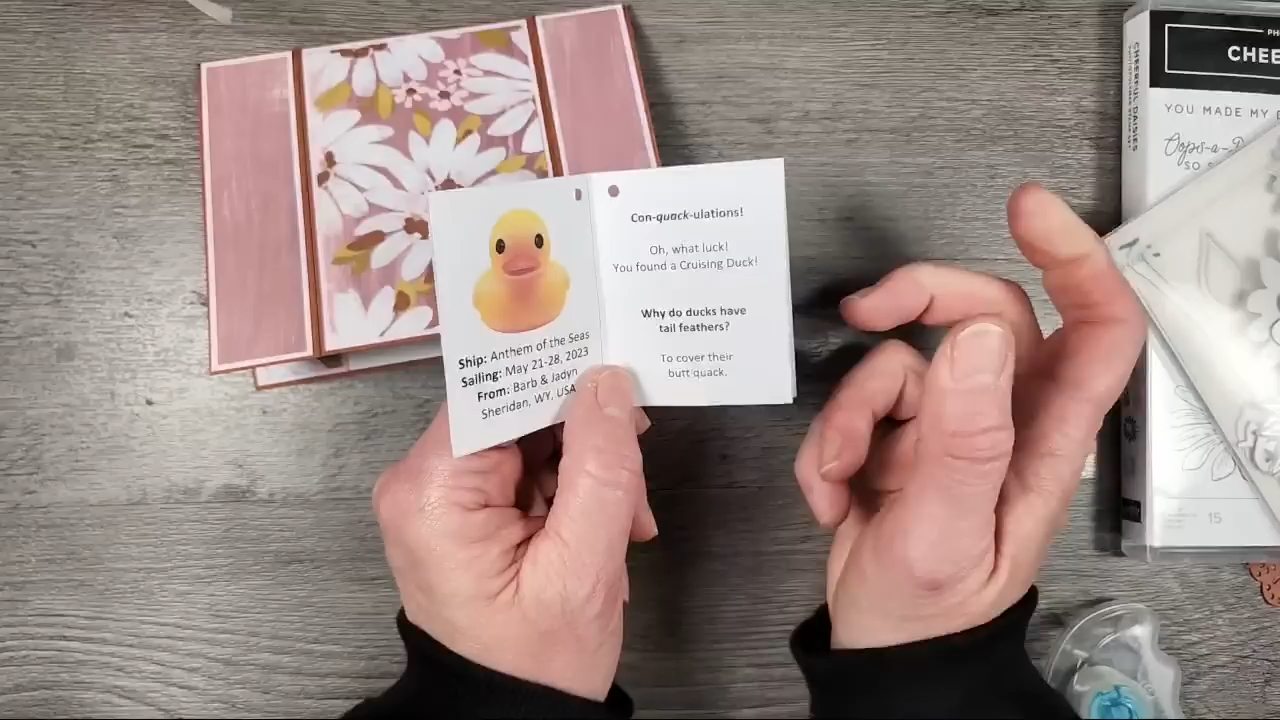 Ship: Anthem of the Seas
Sailing: May 21-28, 2023
From: Barb & Jadyn
Sheridan, WY, USA
Con-quack-ulations!
Oh, what luck!
You found a Cruising Duck!
Why do ducks have
tail feathers?
To cover their
butt quack.
CHEE
YOU MADE MY
Oops-a-
SO S
CHEERFUL DAISIES
15